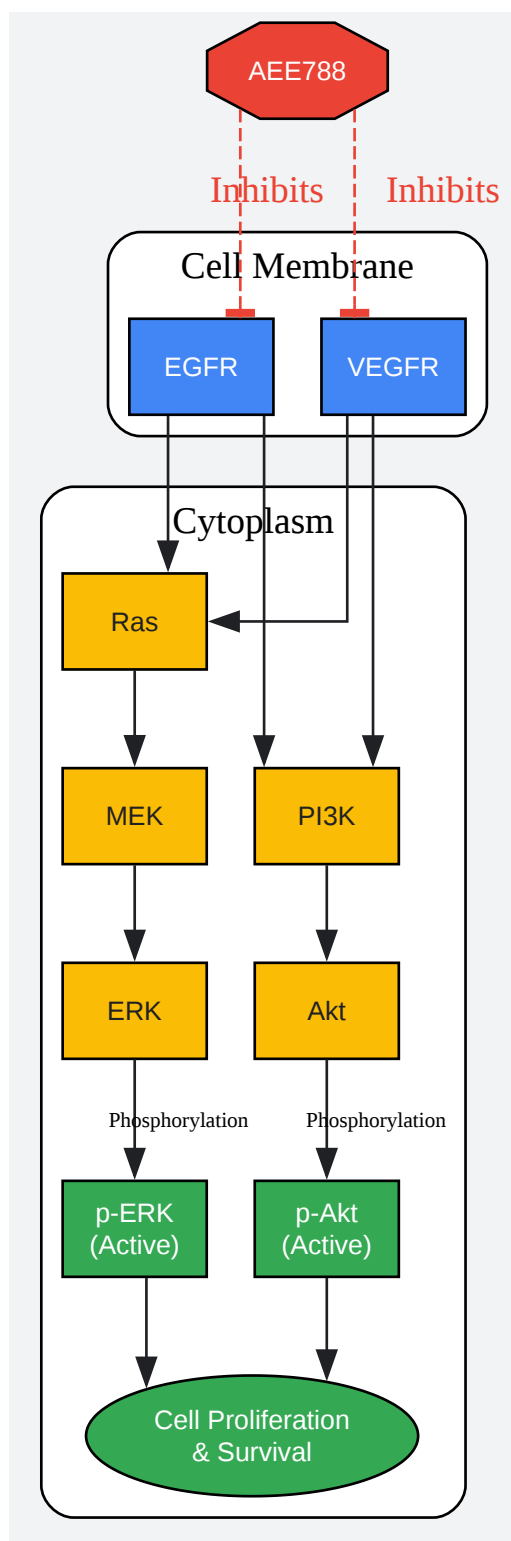 AEE788
Inhibits
Inhibits
Cell Membrane
EGFR
VEGFR
Cytoplasm
Ras
MEK
PI3K
ERK
Akt
Phosphorylation
Phosphorylation
p-ERK
(Active)
p-Akt
(Active)
Cell Proliferation
& Survival